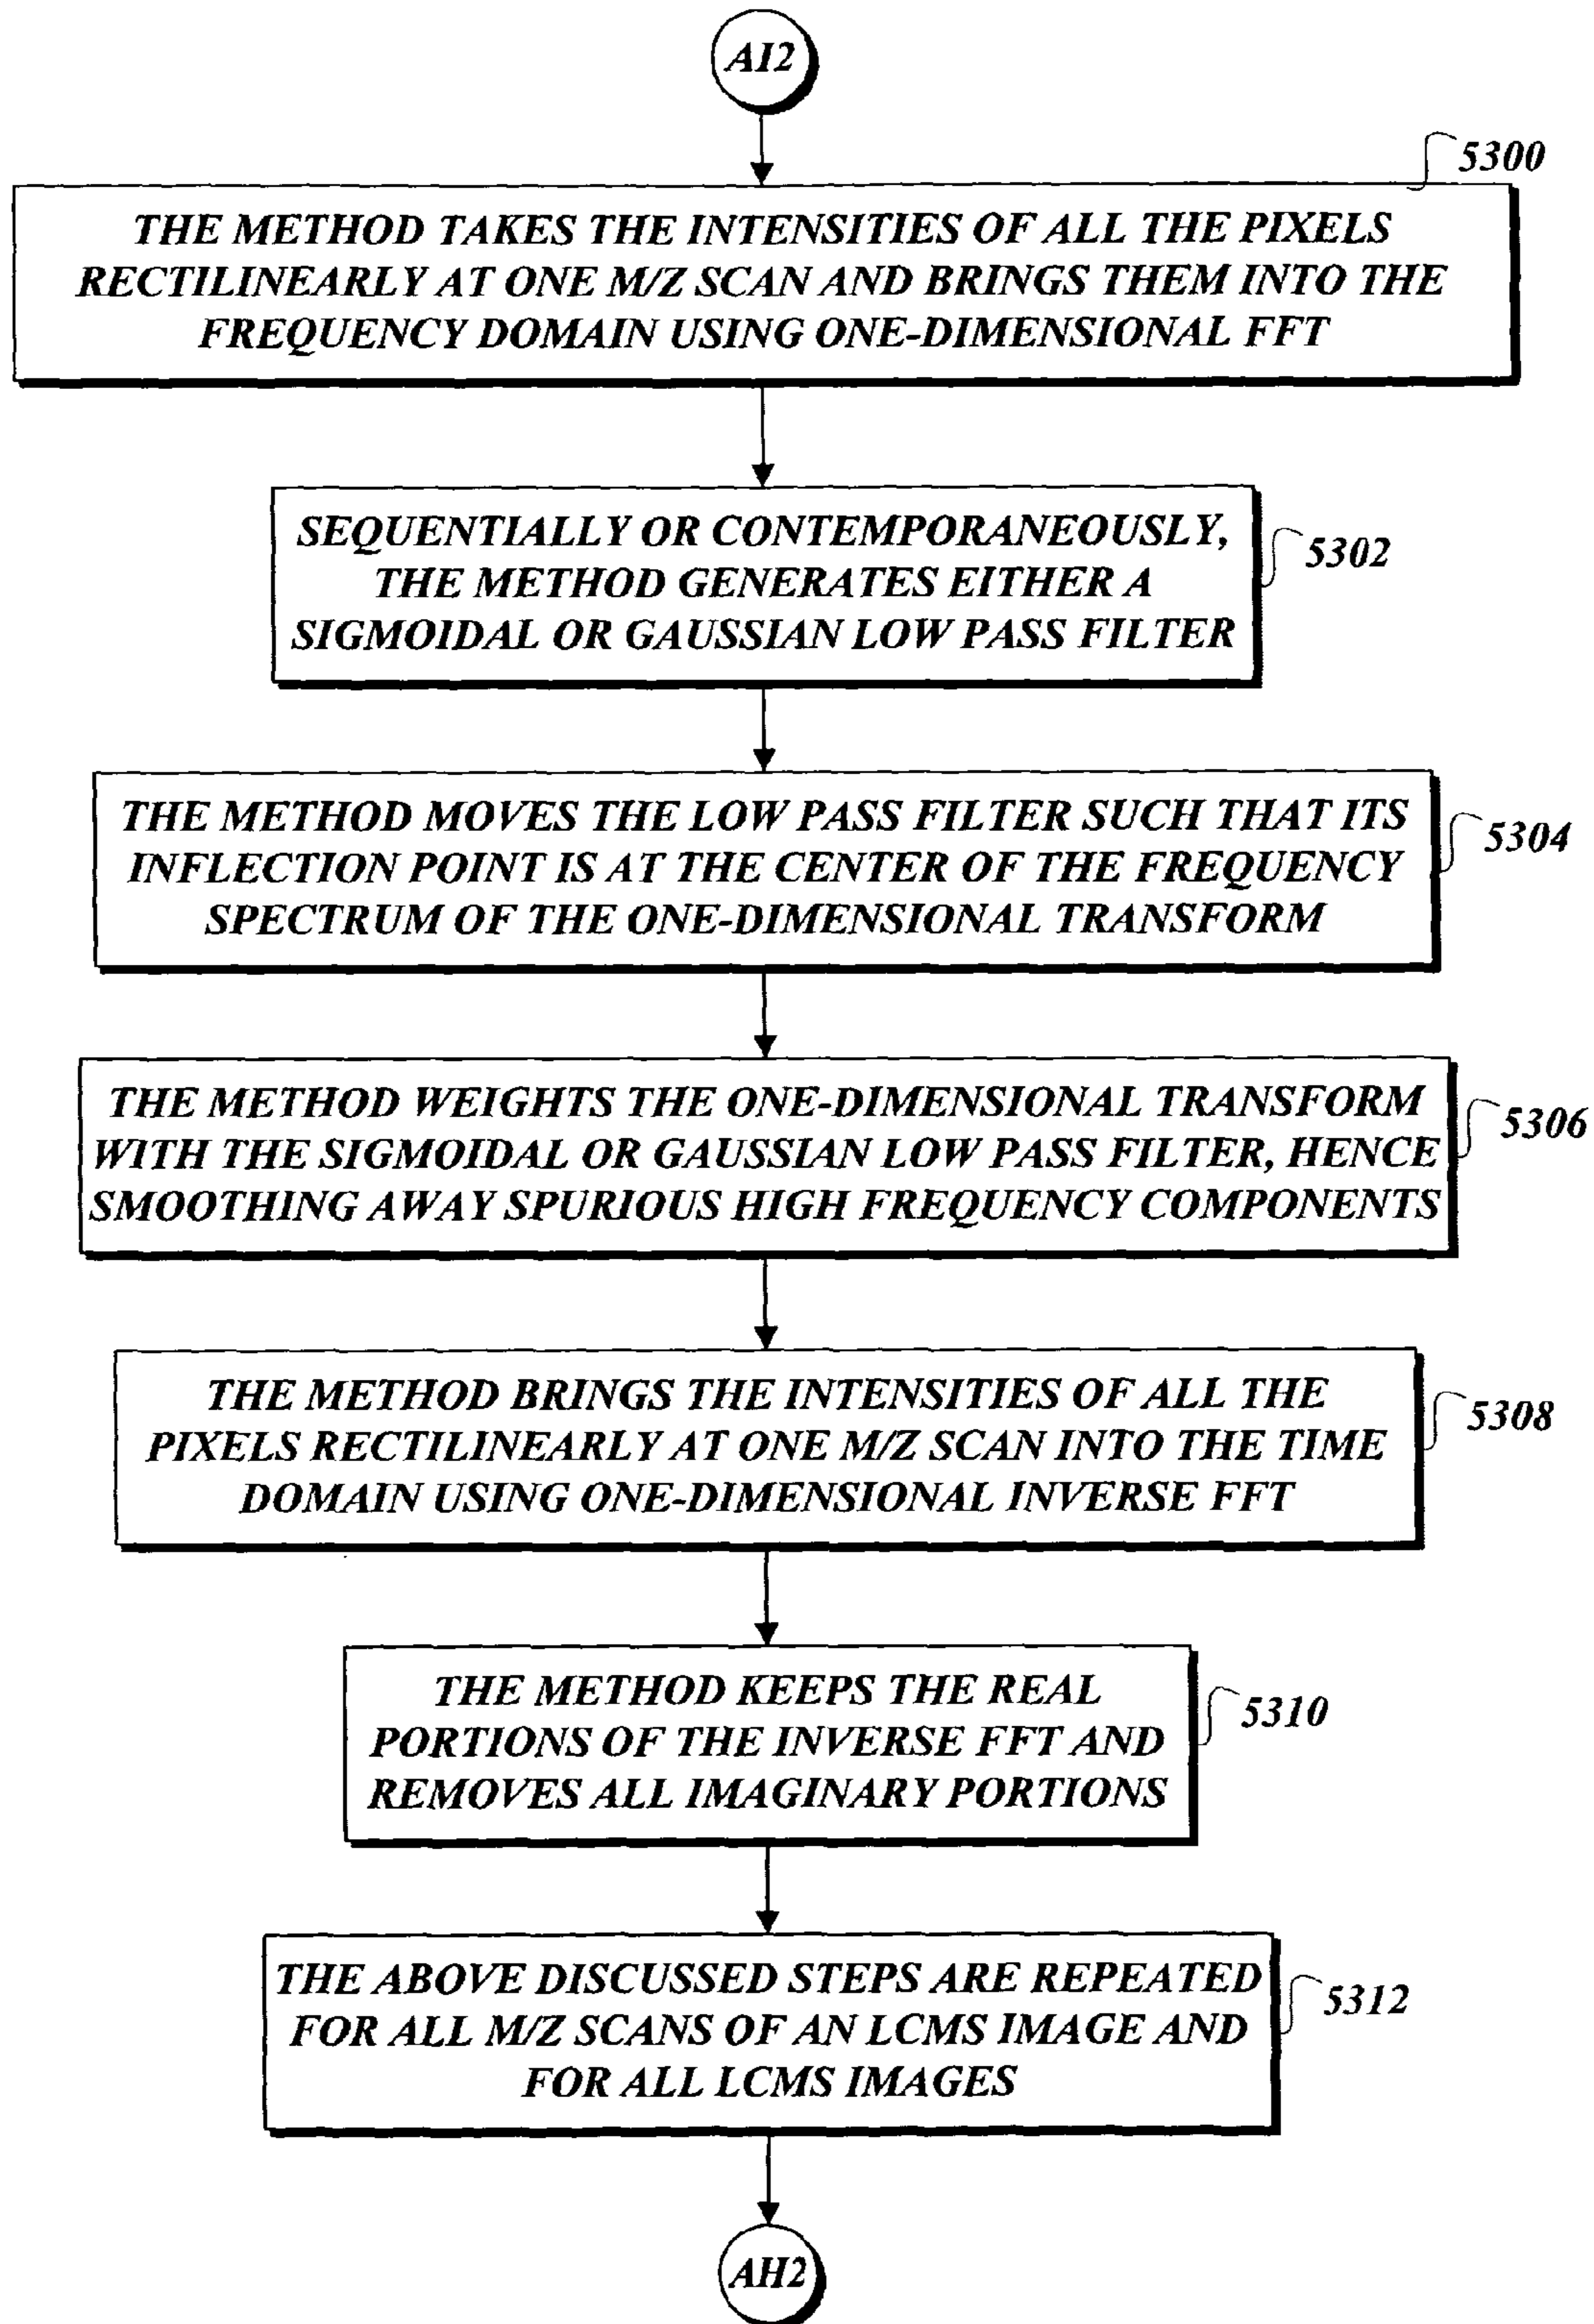 AI2
5300
THE METHOD TAKES THE INTENSITIES OF ALL THE PIXELS
RECTILINEARLY AT ONE M/Z SCAN AND BRINGS THEM INTO THE
FREQUENCY DOMAIN USING ONE-DIMENSIONAL FFT
SEQUENTIALLY OR CONTEMPORANEOUSLY,
THE METHOD GENERATES EITHER A
SIGMOIDAL OR GAUSSIAN LOW PASS FILTER
5302
THE METHOD MOVES THE LOW PASS FILTER SUCH THAT ITS
INFLECTION POINT IS AT THE CENTER OF THE FREQUENCY
SPECTRUM OF THE ONE-DIMENSIONAL TRANSFORM
5304
THE METHOD WEIGHTS THE ONE-DIMENSIONAL TRANSFORM
WITH THE SIGMOIDAL OR GAUSSIAN LOW PASS FILTER, HENCE
SMOOTHING AWAY SPURIOUS HIGH FREQUENCY COMPONENTS
5306
THE METHOD BRINGS THE INTENSITIES OF ALL THE
PIXELS RECTILINEARLY AT ONE M/Z SCAN INTO THE TIME
DOMAIN USING ONE-DIMENSIONAL INVERSE FFT
5308
THE METHOD KEEPS THE REAL
PORTIONS OF THE INVERSE FFT AND
REMOVES ALL IMAGINARY PORTIONS
5310
THE ABOVE DISCUSSED STEPS ARE REPEATED
FOR ALL M/Z SCANS OF AN LCMS IMAGE AND
FOR ALL LCMS IMAGES
5312
AH2